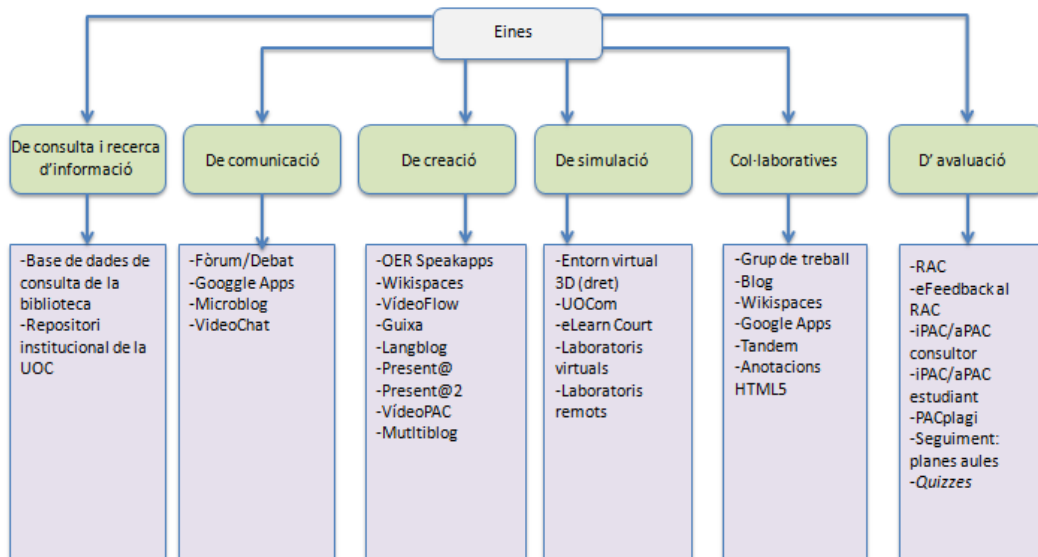 Eines
De consulta i recerca
d'informació
De comunicació
De creació
De simulació
Col·laboratives
D' avaluació
-Base de dades de
consulta de la
biblioteca
-Repositori
institucional de la
UOC
-Fòrum/Debat
-Googgle Apps
-Microblog
-VideoChat
-OER Speakapps
-Wikispaces
-VídeoFlow
-Guixa
-Langblog
-Present@
-Present@2
-VídeoPAC
-Mutltiblog
-Entorn virtual
3D (dret)
-UOCom
-eLearn Court
-Laboratoris
virtuals
-Laboratoris
remots
-Grup de treball
-Blog
-Wikispaces
-Google Apps
-Tandem
-Anotacions
HTML5
-RAC
-eFeedback al
RAC
-iPAC/aPAC
consultor
-iPAC/aPAC
estudiant
-PACplagi
-Seguiment:
planes aules
-Quizzes